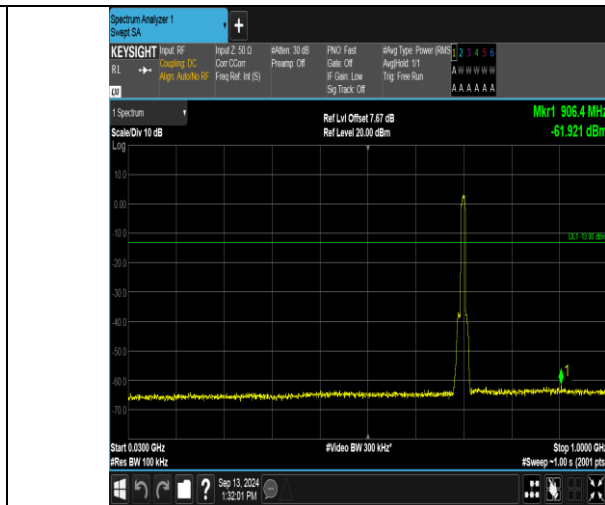 Spectrum Analyzer 1
Swept SA
+
KEYSIGHT Input: RF Input Z: 50 Ω #Atten: 30 dB PNO: Fast #Avg Type: Power (RMS 1 2 3 4 5 6
RL Coupling: DC Corr CCorr Preamp: Off Gate: Off Avg|Hold: 1/1 A W W W W W
Align: Auto/No RF Freq Ref: Int (S) IF Gain: Low Trig: Free Run
Sig Track: Off A A A A A A
LXI
1 Spectrum
Ref Lvl Offset 7.67 dB Mkr1 906.4 MHz
Scale/Div 10 dB Ref Level 20.00 dBm -61.921 dBm
Log
10.0
0.00
-10.0
DL1 -13.00 dBm
-20.0
-30.0
-40.0
-50.0
1
-60.0
-70.0
Start 0.0300 GHz #Video BW 300 kHz* Stop 1.0000 GHz
#Res BW 100 kHz #Sweep ~1.00 s (2001 pts
? Sep 13, 2024
1:32:01 PM